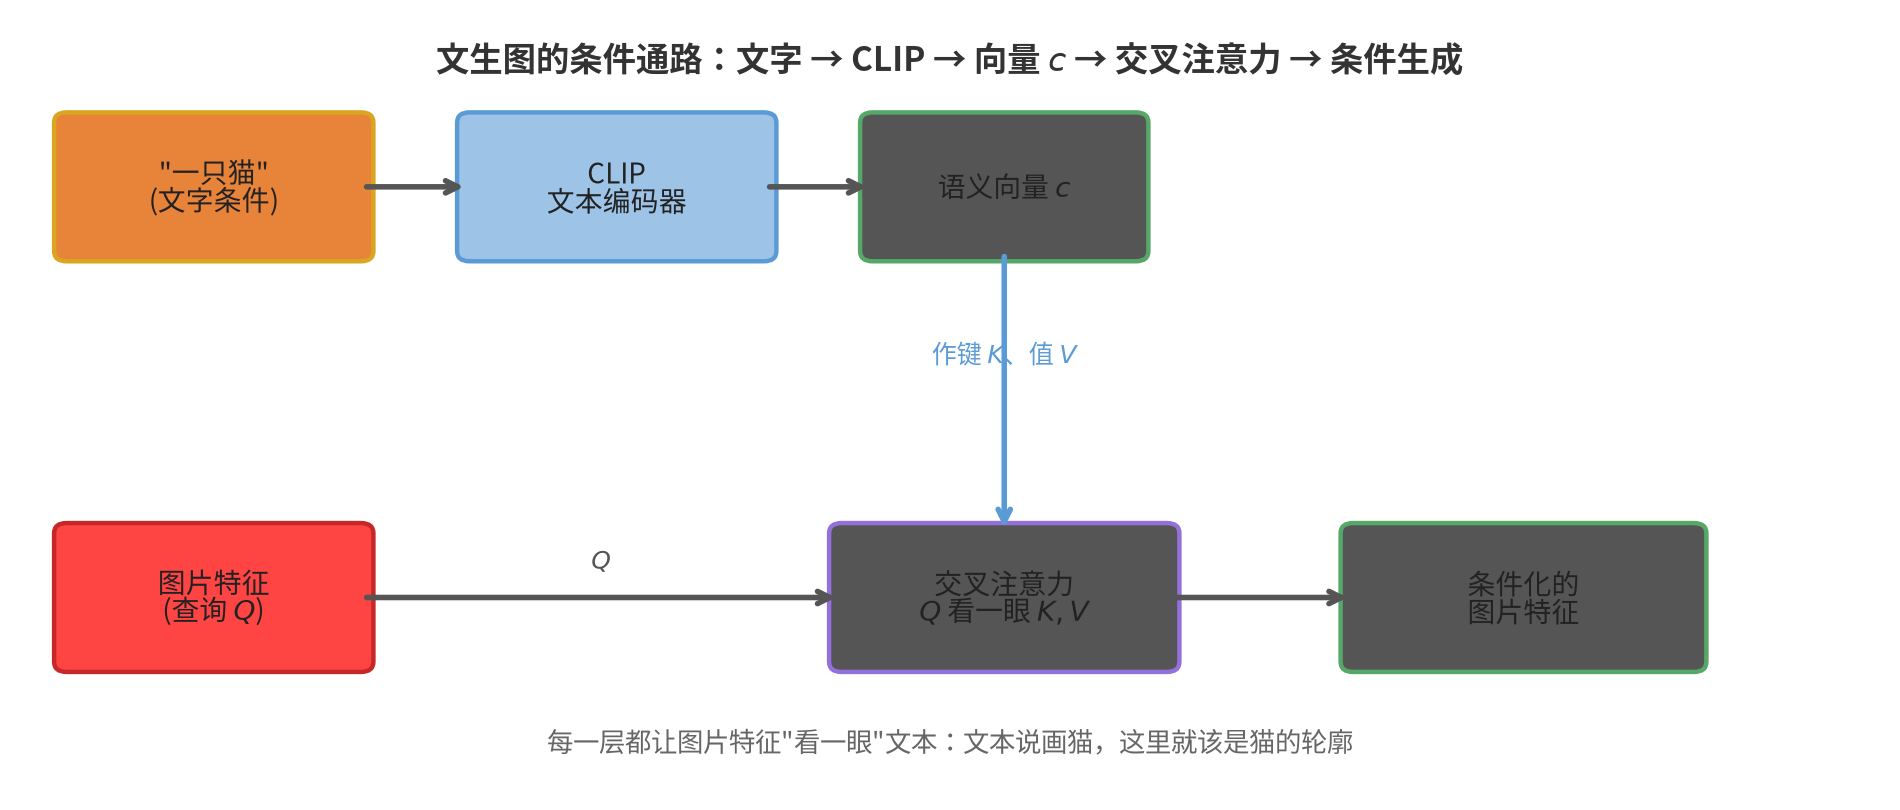 文生图的条件通路：文字 → CLIP → 向量 c → 交叉注意力 → 条件生成
"一只猫"
(文字条件)
CLIP
文本编码器
语义向量 c
作键 K、值 V
图片特征
(查询 Q)
Q
交叉注意力
Q 看一眼 K, V
条件化的
图片特征
每一层都让图片特征"看一眼"文本：文本说画猫，这里就该是猫的轮廓